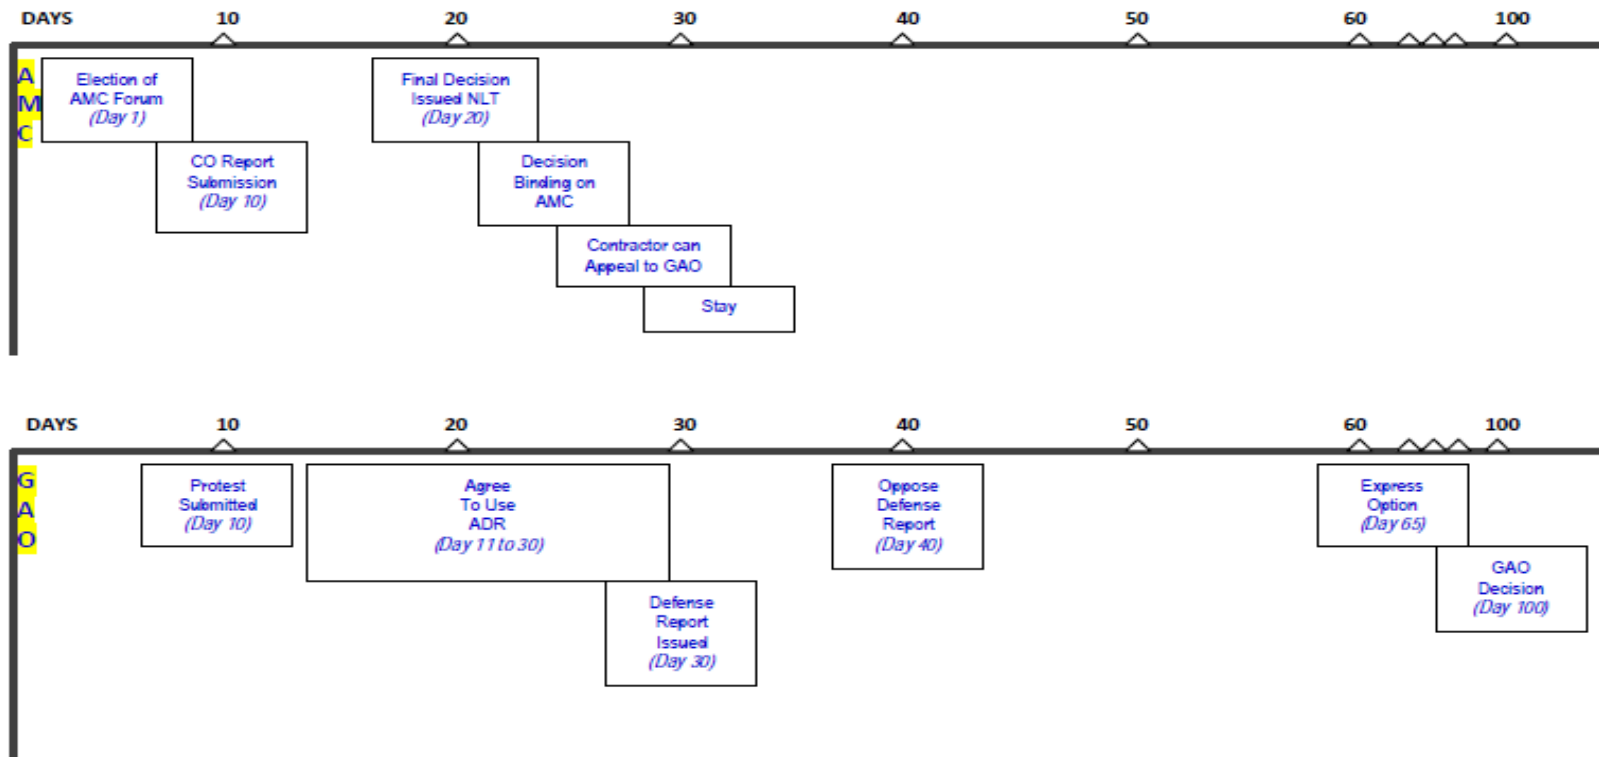 DAYS 10 20 30 40 50 60 100
A
M
C
Election of
AMC Forum
(Day 1)
CO Report
Submission
(Day 10)
Final Decision
Issued NLT
(Day 20)
Decision
Binding on
AMC
Contractor can
Appeal to GAO
Stay
DAYS 10 20 30 40 50 60 100
G
A
O
Protest
Submitted
(Day 10)
Agree
To Use
ADR
(Day 11 to 30)
Defense
Report
Issued
(Day 30)
Oppose
Defense
Report
(Day 40)
Express
Option
(Day 65)
GAO
Decision
(Day 100)